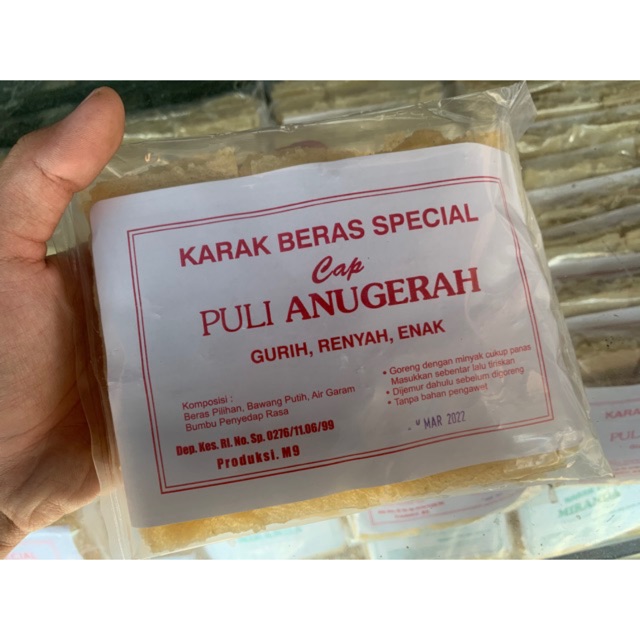 KARAK BERAS SPECIAL
Cap
PULI ANUGERAH
GURIH, RENYAH, ENAK
Komposisi :
Beras Pilihan, Bawang Putih, Air Garam
Bumbu Penyedap Rasa
Dep. Kes. RI. No. Sp. 0276/11.06/99
Produksi. M9
• Goreng dengan minyak cukup panas
Masukkan sebentar lalu tiriskan
• Dijemur dahulu sebelum digoreng
• Tanpa bahan pengawet
MAR 2022
KARAK
PUL